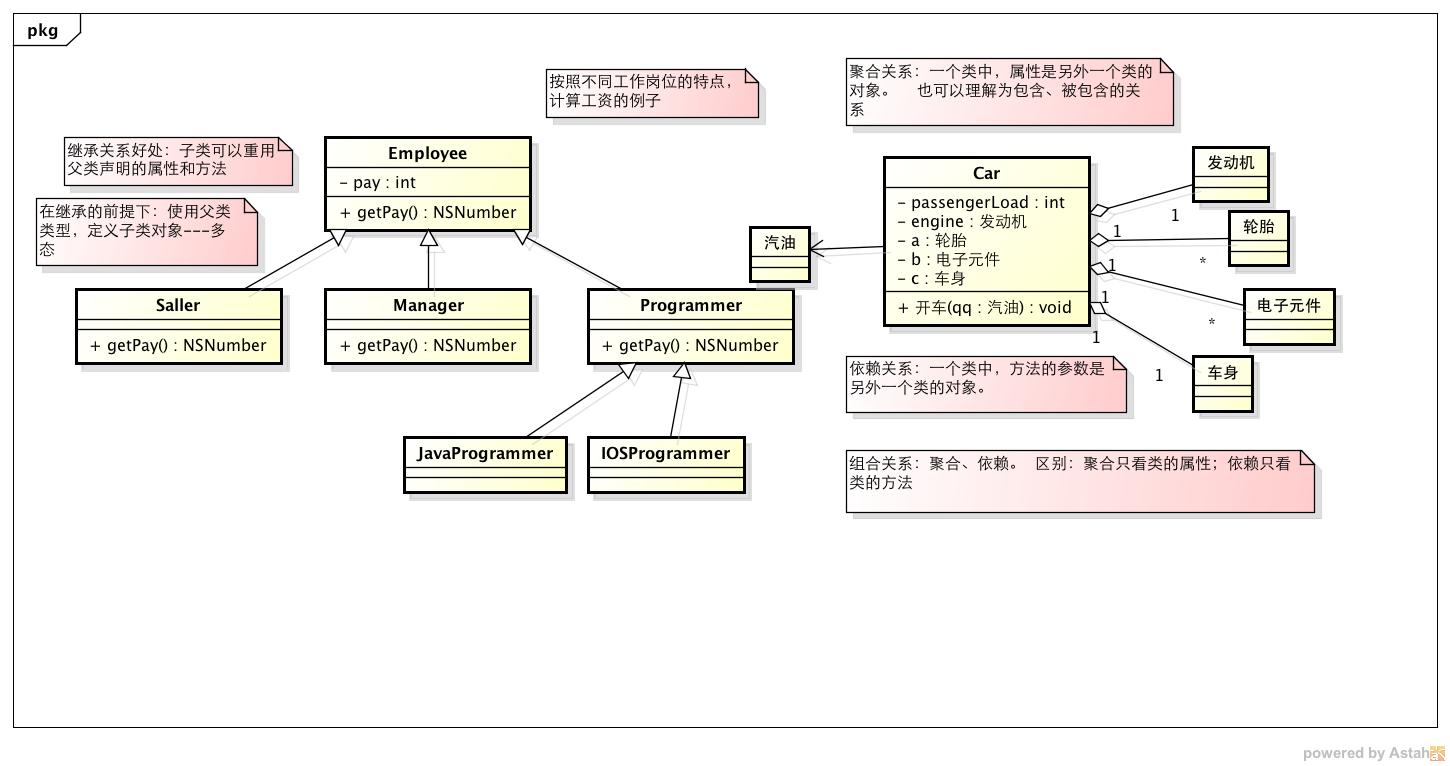 pkg
按照不同工作岗位的特点，
计算工资的例子
聚合关系：一个类中，属性是另外一个类的
对象。 也可以理解为包含、被包含的关
系
继承关系好处：子类可以重用
父类声明的属性和方法
在继承的前提下：使用父类
类型，定义子类对象---多
态
Employee
- pay : int
+ getPay() : NSNumber
Saller
+ getPay() : NSNumber
Manager
+ getPay() : NSNumber
Programmer
+ getPay() : NSNumber
JavaProgrammer
IOSProgrammer
汽油
Car
- passengerLoad : int
- engine : 发动机
- a : 轮胎
- b : 电子元件
- c : 车身
+ 开车(qq : 汽油) : void
发动机
1
1
轮胎
*
1
电子元件
1
*
1
车身
1
依赖关系：一个类中，方法的参数是
另外一个类的对象。
组合关系：聚合、依赖。 区别：聚合只看类的属性；依赖只看
类的方法
powered by Astah